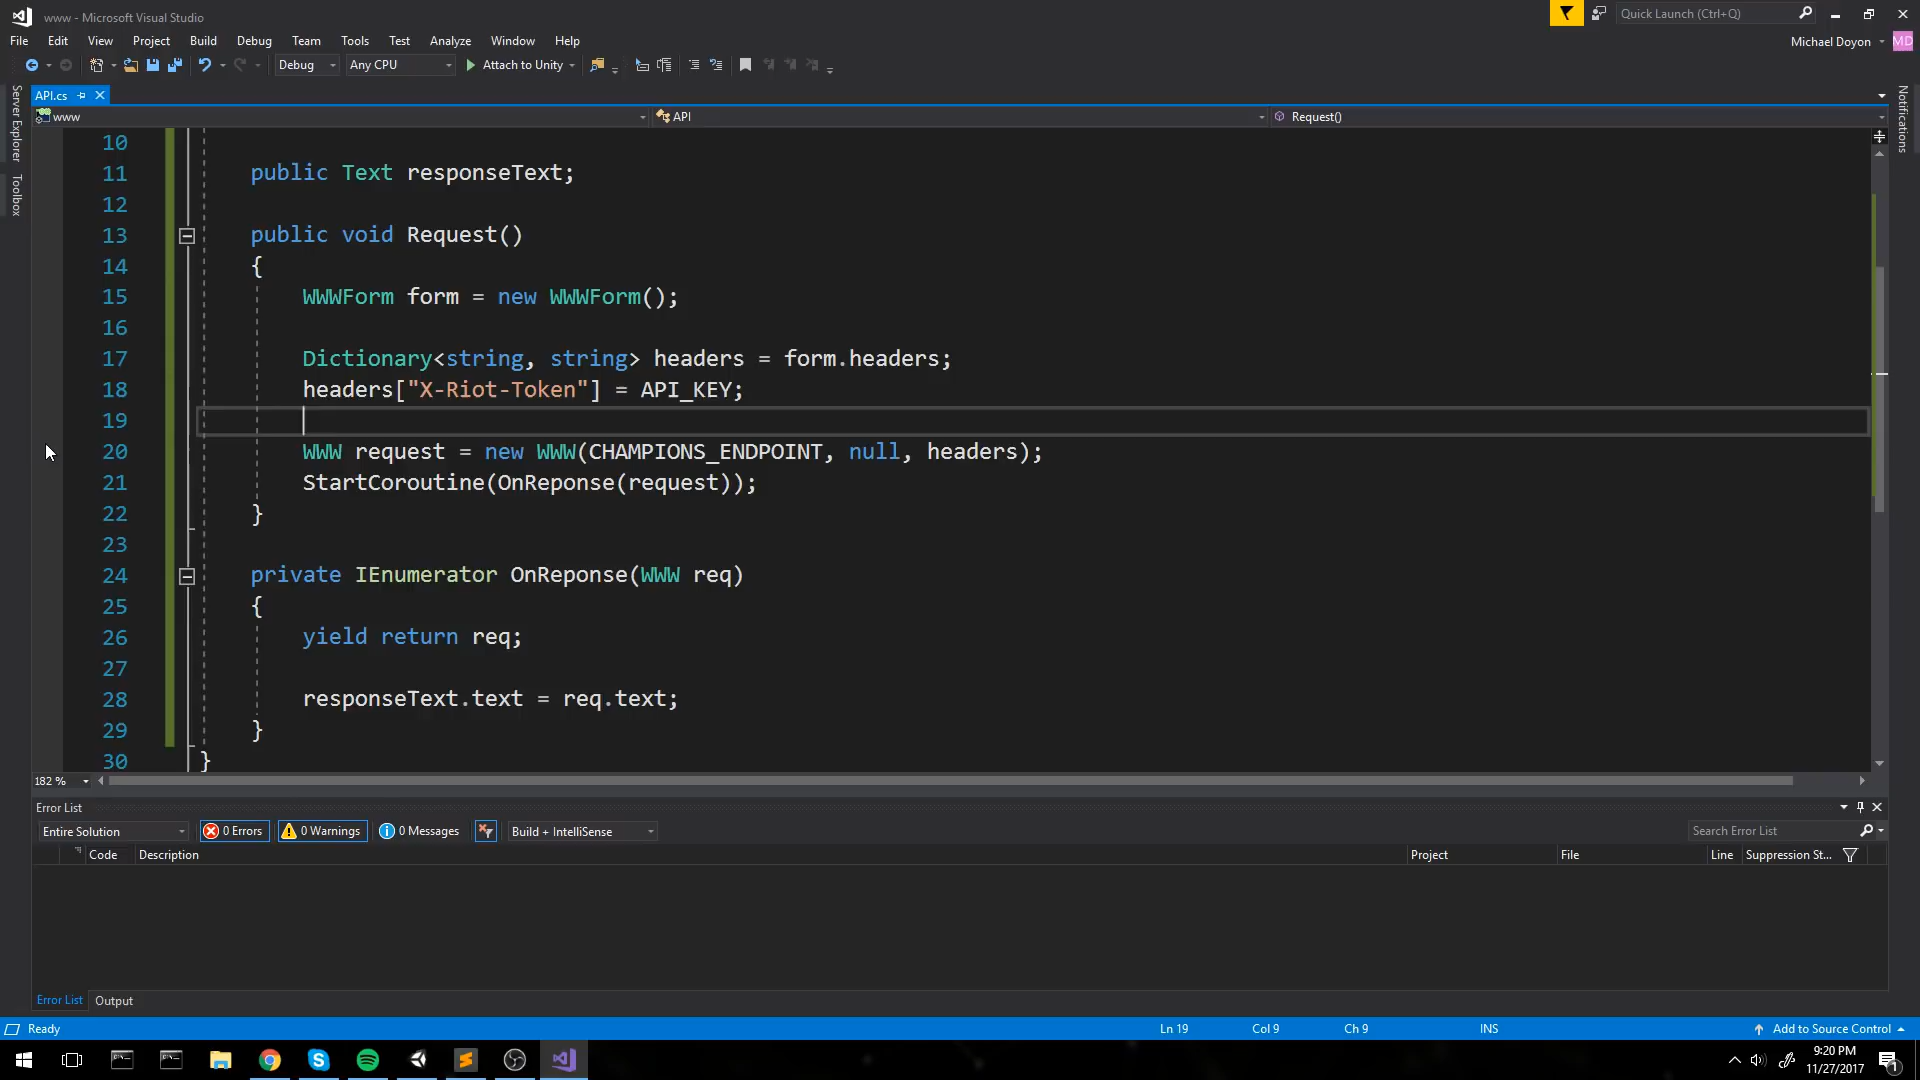 www - Microsoft Visual Studio
Quick Launch (Ctrl+Q)
File Edit View Project Build Debug Team Tools Test Analyze Window Help
Michael Doyon MD
Debug Any CPU Attach to Unity
Server Explorer
Toolbox
Notifications
API.cs
www API Request()
10
11 public Text responseText;
12
13 public void Request()
14 {
15 WWWForm form = new WWWForm();
16
17 Dictionary<string, string> headers = form.headers;
18 headers["X-Riot-Token"] = API_KEY;
19
20 WWW request = new WWW(CHAMPIONS_ENDPOINT, null, headers);
21 StartCoroutine(OnReponse(request));
22 }
23
24 private IEnumerator OnReponse(WWW req)
25 {
26 yield return req;
27
28 responseText.text = req.text;
29 }
30 }
182 %
Error List
Entire Solution 0 Errors 0 Warnings 0 Messages Build + IntelliSense Search Error List
Code Description Project File Line Suppression St...
Error List Output
Ready Ln 19 Col 9 Ch 9 INS Add to Source Control
9:20 PM
11/27/2017
1